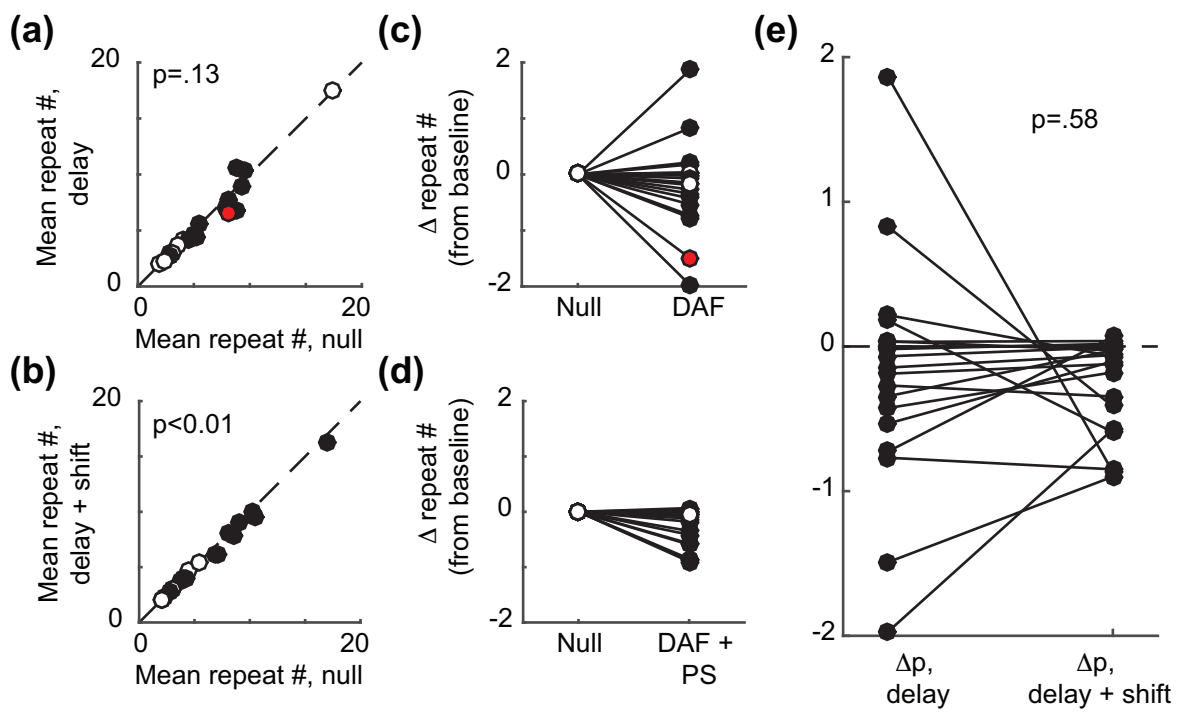 (a)
20
p=.13
Mean repeat #,
delay
0
0
20
Mean repeat #, null
(b)
20
p<0.01
Mean repeat #,
delay + shift
0
0
20
Mean repeat #, null
(c)
2
Δ repeat #
(from baseline)
0
-2
Null
DAF
(d)
2
Δ repeat #
(from baseline)
0
-2
Null
DAF +
PS
(e)
2
p=.58
1
0
-1
-2
Δp,
delay
Δp,
delay + shift